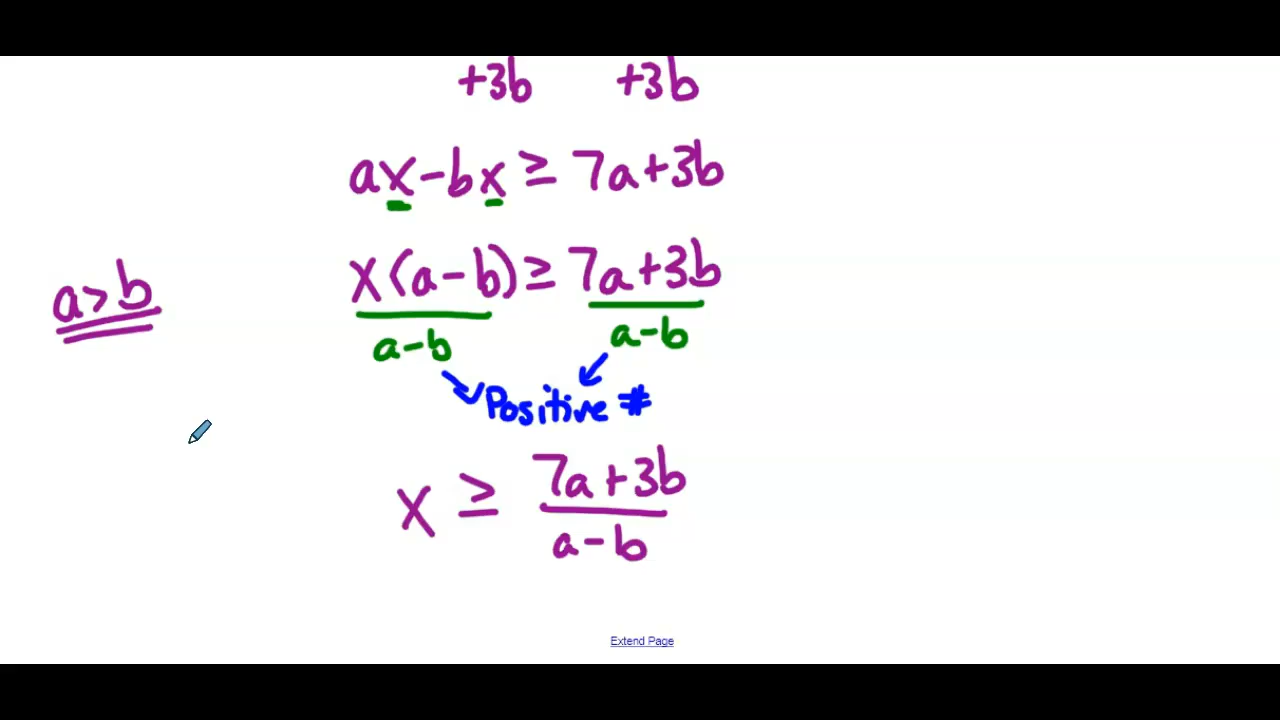 +3b +3b
ax-bx ≥ 7a+3b
x(a-b) ≥ 7a+3b
a-b a-b
a>b
Positive #
x ≥ 7a+3b
a-b
Extend Page